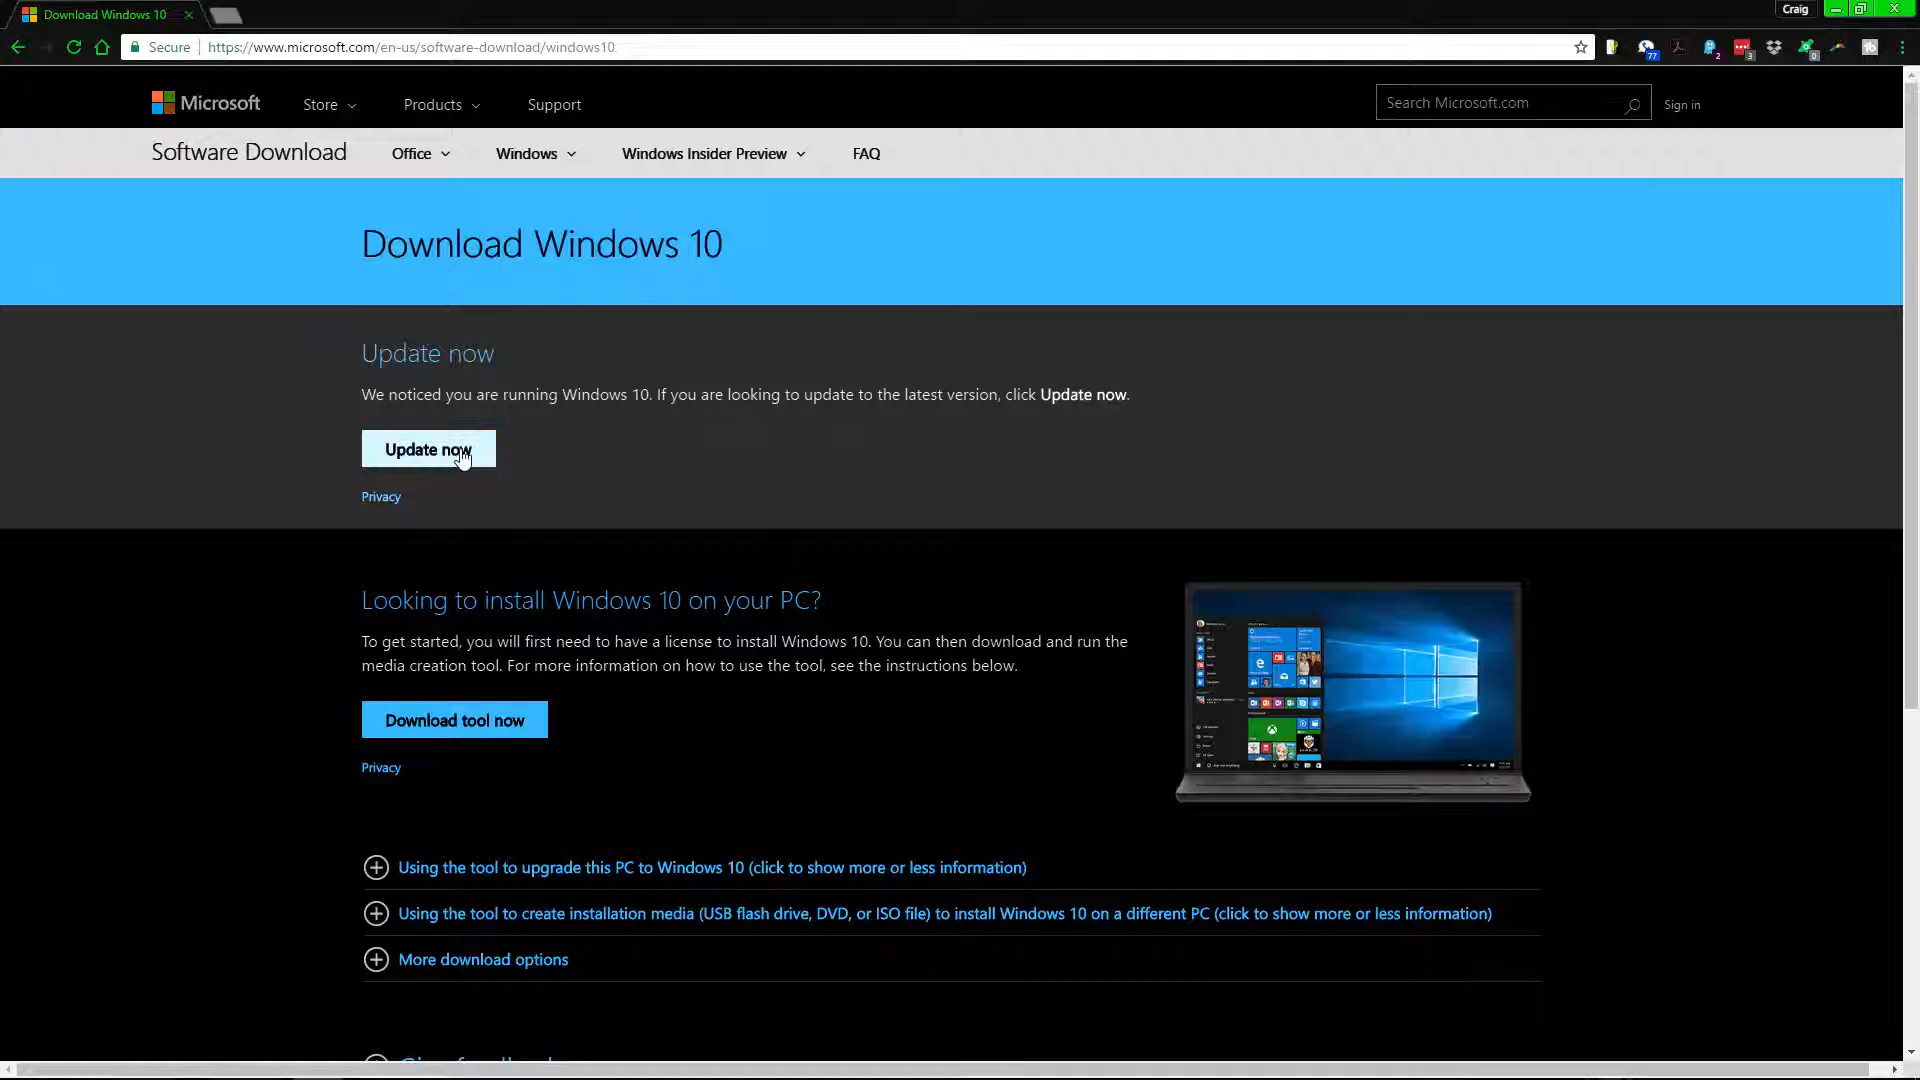 Download Windows 10
Craig
Secure https://www.microsoft.com/en-us/software-download/windows10
77
2
3
0
Microsoft Store Products Support Search Microsoft.com Sign in
Software Download Office Windows Windows Insider Preview FAQ
Download Windows 10
Update now
We noticed you are running Windows 10. If you are looking to update to the latest version, click Update now.
Update now
Privacy
Looking to install Windows 10 on your PC?
To get started, you will first need to have a license to install Windows 10. You can then download and run the
media creation tool. For more information on how to use the tool, see the instructions below.
Download tool now
Privacy
Using the tool to upgrade this PC to Windows 10 (click to show more or less information)
Using the tool to create installation media (USB flash drive, DVD, or ISO file) to install Windows 10 on a different PC (click to show more or less information)
More download options